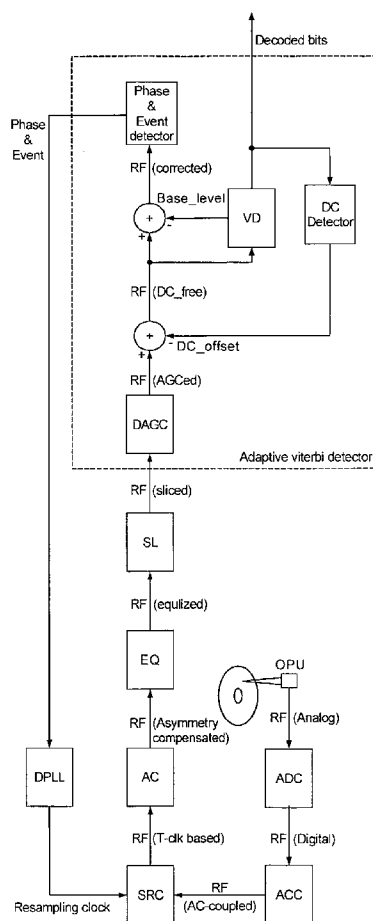 Decoded bits
Phase
&
Event
detector
Phase
&
Event
RF (corrected)
Base_level
VD
DC
Detector
+
-
+
RF (DC_free)
+
-
DC_offset
+
RF (AGCed)
DAGC
Adaptive viterbi detector
RF (sliced)
SL
RF (equlized)
EQ
OPU
RF (Asymmetry
compensated)
RF (Analog)
DPLL
AC
ADC
RF (T-clk based)
RF (Digital)
Resampling clock
SRC
RF
(AC-coupled)
ACC